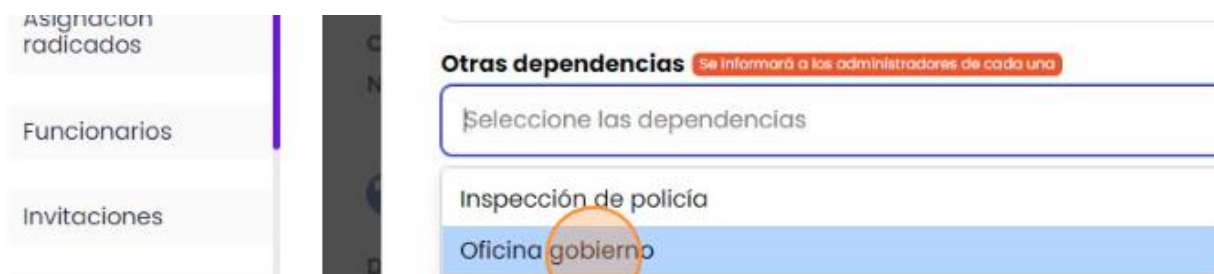 Asignación
radicados
Funcionarios
Invitaciones
Otras dependencias Se informará a los administradores de cada una
Seleccione las dependencias
Inspección de policía
Oficina gobierno